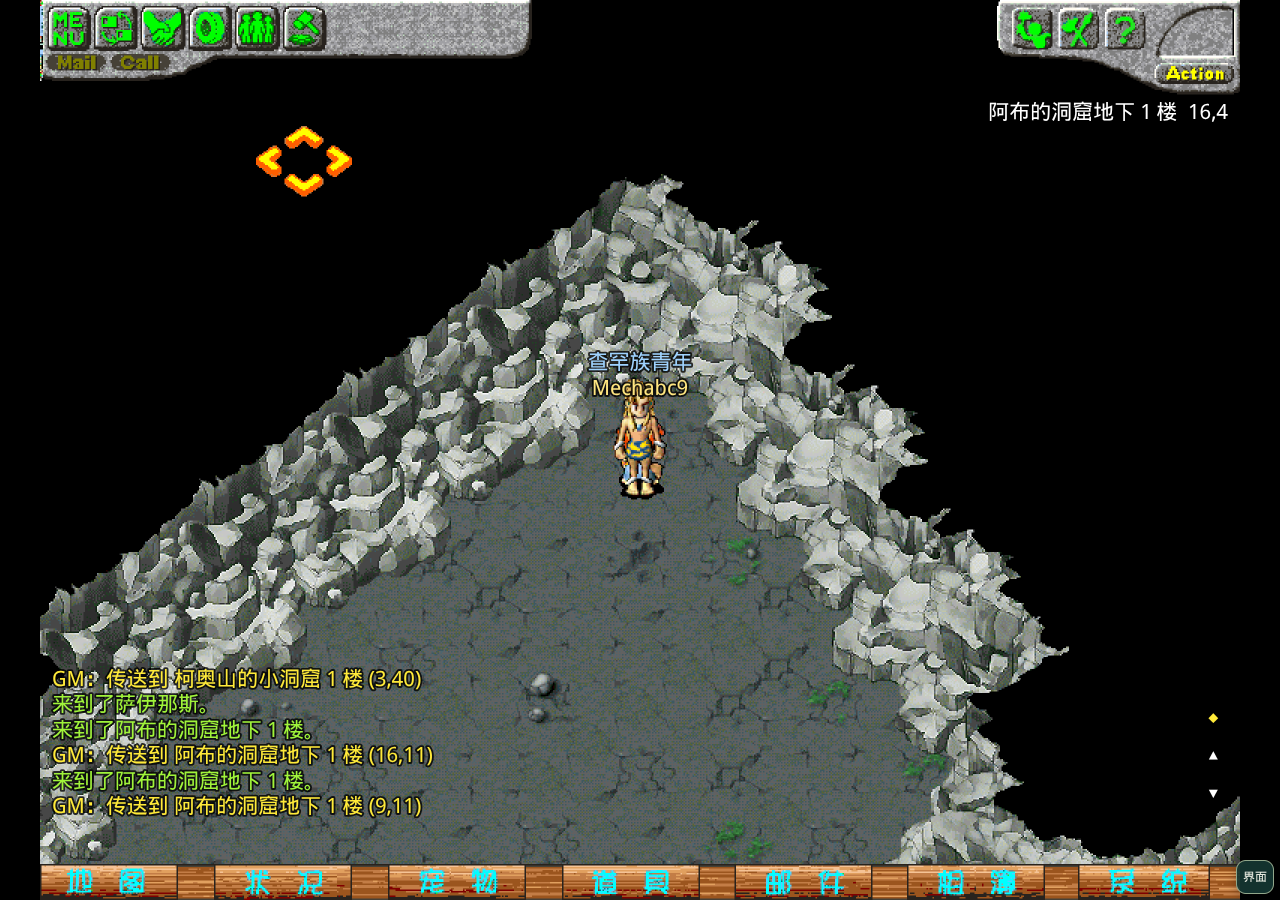 ME
NU
Mail Call
Action
阿布的洞窟地下 1 楼 16,4
查罕族青年
Mechabc9
GM：传送到 柯奥山的小洞窟 1 楼 (3,40)
来到了萨伊那斯。
来到了阿布的洞窟地下 1 楼。
GM：传送到 阿布的洞窟地下 1 楼 (16,11)
来到了阿布的洞窟地下 1 楼。
GM：传送到 阿布的洞窟地下 1 楼 (9,11)
地图 状况 宠物 道具 邮件 相簿 系统
界面